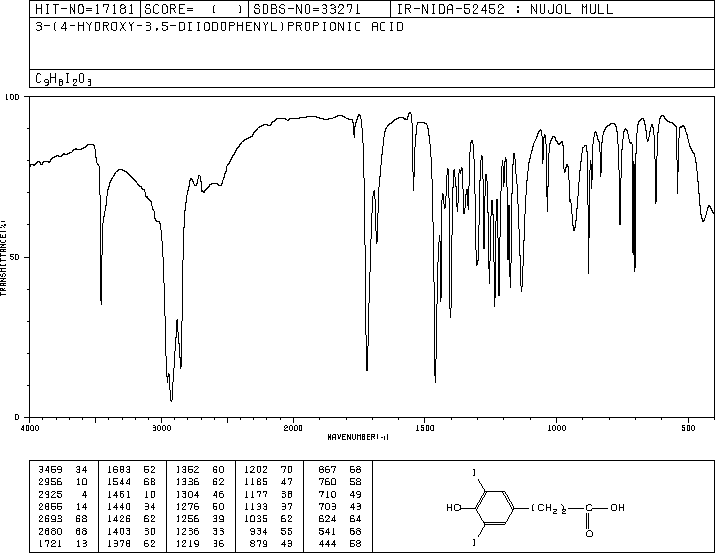 HIT-NO=17181 SCORE= ( ) SDBS-NO=33271 IR-NIDA-52452 : NUJOL MULL
3-(4-HYDROXY-3,5-DIIODOPHENYL)PROPIONIC ACID
C9H8I2O3
100
50
0
TRANSMITTANCE(%)
4000 3000 2000 1500 1000 500
WAVENUMBER(-1)
3469 34 1683 52 1352 60 1202 70 867 68
2956 10 1544 68 1336 62 1185 47 760 58
2925 4 1461 10 1304 46 1177 38 710 49
2855 14 1440 34 1276 50 1133 37 703 43
2693 68 1426 62 1256 39 1035 62 624 64
2680 68 1403 30 1236 33 934 55 541 68
1721 13 1378 62 1219 36 879 43 444 58
I
HO (CH2)2 C OH
O
I